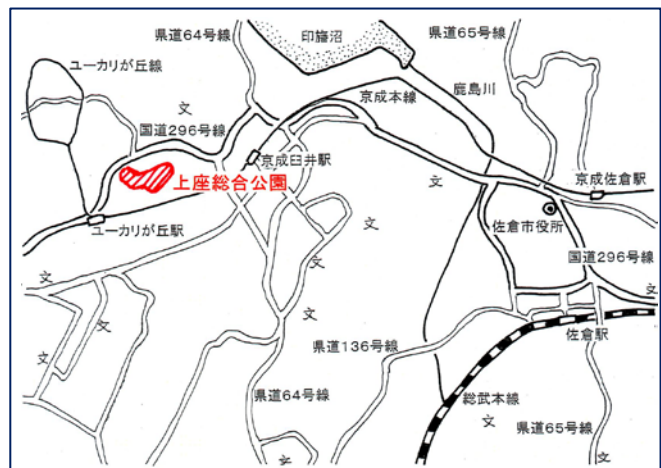 県道64号線
印旛沼
県道65号線
ユーカリが丘線
鹿島川
京成本線
文
国道296号線
京成臼井駅
上座総合公園
文
京成佐倉駅
ユーカリが丘駅
文
佐倉市役所
文
国道296号線
文
文
文
文
県道136号線
佐倉駅
文
県道64号線
総武本線
文
県道65号線